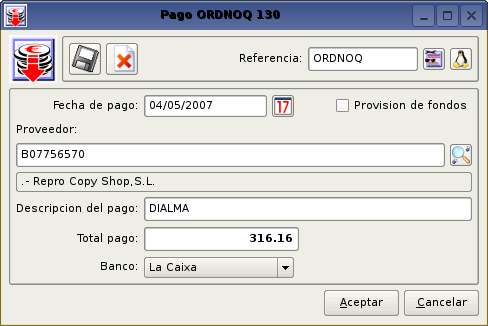 Pago ORDNOQ 130
Referencia: ORDNOQ
Fecha de pago: 04/05/2007 17 Provision de fondos
Proveedor:
B07756570
.- Repro Copy Shop,S.L.
Descripcion del pago: DIALMA
Total pago: 316.16
Banco: La Caixa
Aceptar Cancelar